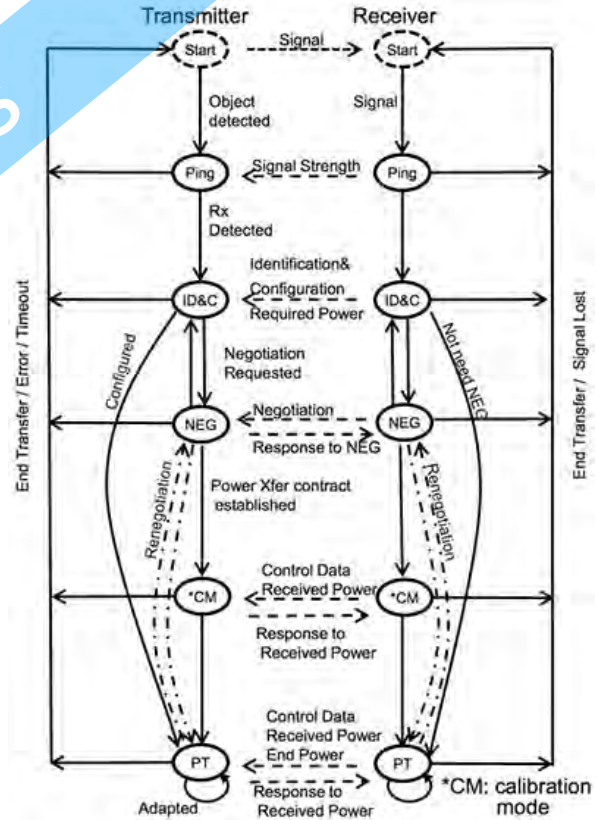 Transmitter Receiver
Start
Signal
Start
Object
detected
Signal
Ping
Signal Strength
Ping
Rx
Detected
Identification&
ID&C
Configuration
ID&C
Required Power
End Transfer / Error / Timeout
Configured
Negotiation
Requested
Not need NEG
End Transfer / Signal Lost
NEG
Negotiation
NEG
Response to NEG
Renegotiation
Power Xfer contract
established
Renegotiation
Control Data
*CM
Received Power
*CM
Response to
Received Power
Control Data
Received Power
End Power
PT
PT
Adapted
Response to
Received Power
*CM: calibration
mode